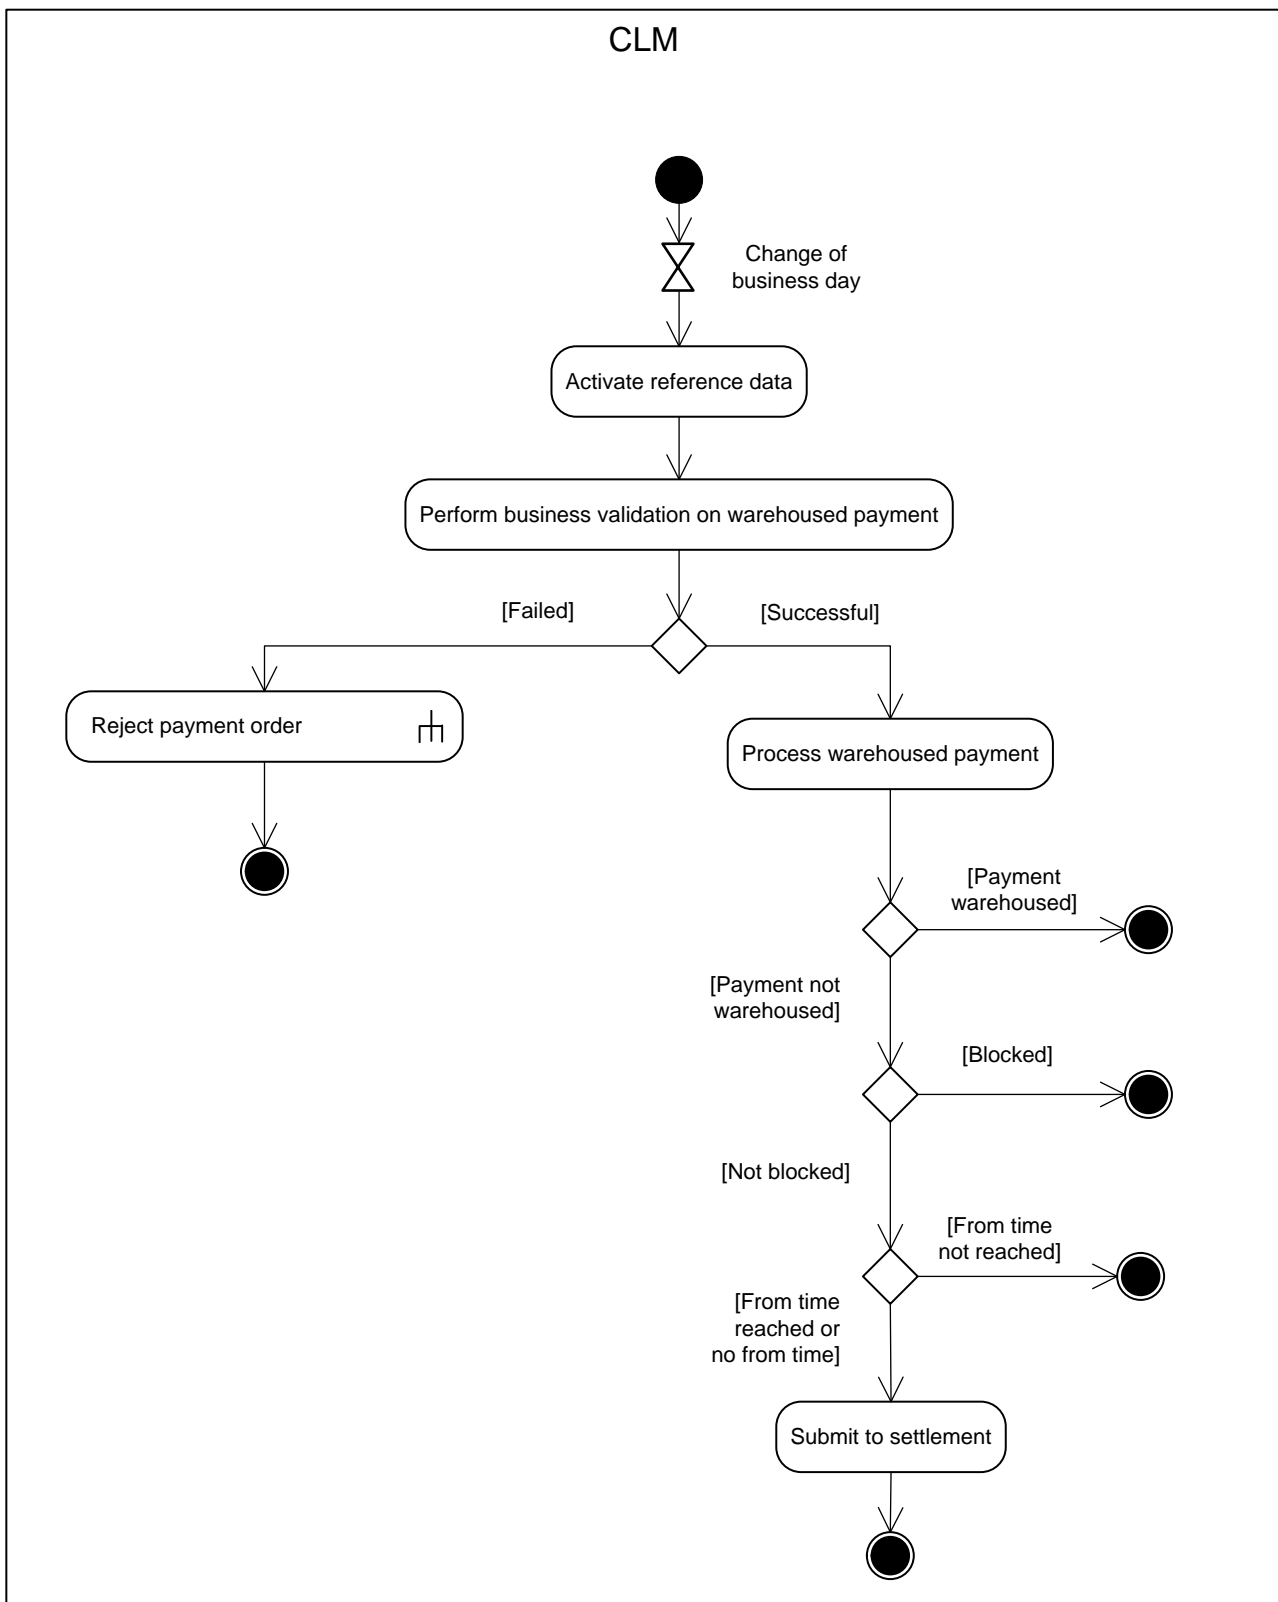 CLM
Change of
business day
Activate reference data
Perform business validation on warehoused payment
[Failed]
[Successful]
Reject payment order
Process warehoused payment
[Payment
warehoused]
[Payment not
warehoused]
[Blocked]
[Not blocked]
[From time
not reached]
[From time
reached or
no from time]
Submit to settlement